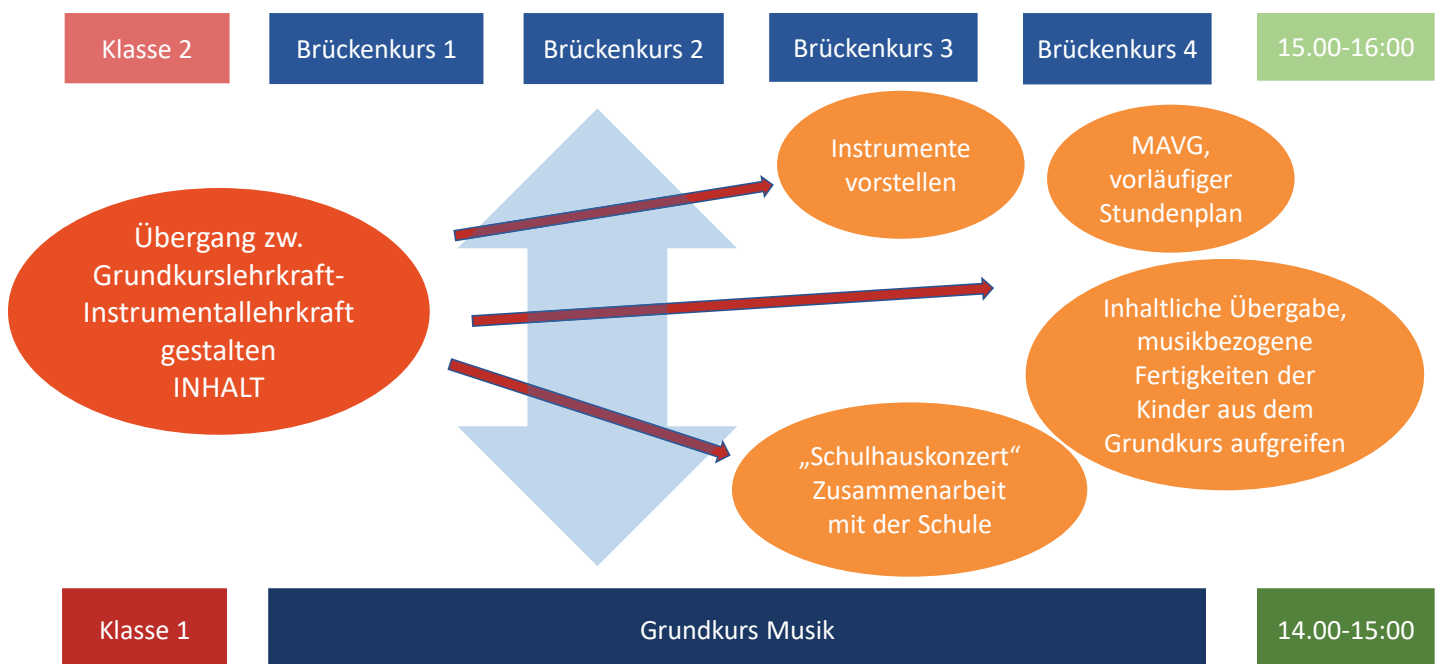 Klasse 2
Brückenkurs 1
Brückenkurs 2
Brückenkurs 3
Brückenkurs 4
15.00-16:00
Instrumente
vorstellen
MAVG,
vorläufiger
Stundenplan
Übergang zw.
Grundkurslehrkraft-
Instrumentallehrkraft
gestalten
INHALT
Inhaltliche Übergabe,
musikbezogene
Fertigkeiten der
Kinder aus dem
Grundkurs aufgreifen
„Schulhauskonzert“
Zusammenarbeit
mit der Schule
Klasse 1
Grundkurs Musik
14.00-15:00